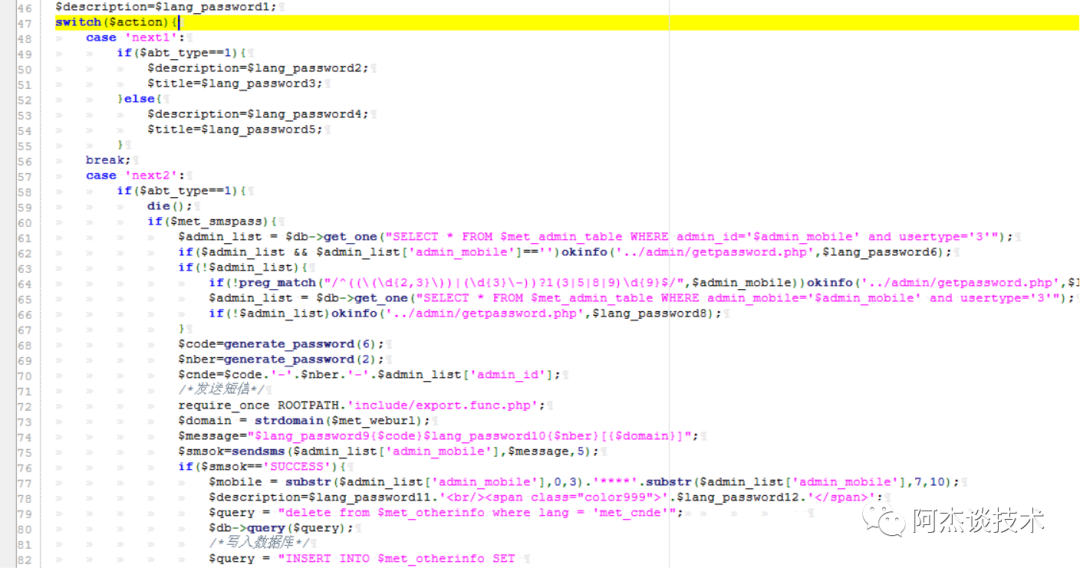 46 $description=$lang_password1;
47 switch($action){
48 case 'next1':
49 if($abt_type==1){
50 $description=$lang_password2;
51 $title=$lang_password3;
52 }else{
53 $description=$lang_password4;
54 $title=$lang_password5;
55 }
56 break;
57 case 'next2':
58 if($abt_type==1){
59 die();
60 if($met_smspass){
61 $admin_list = $db->get_one("SELECT * FROM $met_admin_table WHERE admin_id='$admin_mobile' and usertype='3'");
62 if($admin_list && $admin_list['admin_mobile']=='')okinfo('../admin/getpassword.php',$lang_password6);
63 if(!$admin_list){
64 if(!preg_match("/^((\(\d{2,3}\))|(\d{3}\-))?1(3|5|8|9)\d{9}$/",$admin_mobile))okinfo('../admin/getpassword.php',$l
65 $admin_list = $db->get_one("SELECT * FROM $met_admin_table WHERE admin_mobile='$admin_mobile' and usertype='3'");
66 if(!$admin_list)okinfo('../admin/getpassword.php',$lang_password8);
67 }
68 $code=generate_password(6);
69 $nber=generate_password(2);
70 $cnde=$code.'-'.$nber.'-'.$admin_list['admin_id'];
71 /*发送短信*/
72 require_once ROOTPATH.'include/export.func.php';
73 $domain = strdomain($met_weburl);
74 $message="$lang_password9{$code}$lang_password10{$nber}[{$domain}]";
75 $smsok=sendsms($admin_list['admin_mobile'],$message,5);
76 if($smsok=='SUCCESS'){
77 $mobile = substr($admin_list['admin_mobile'],0,3).'****'.substr($admin_list['admin_mobile'],7,10);
78 $description=$lang_password11.'<br/><span class="color999">'.$lang_password12.'</span>';
79 $query = "delete from $met_otherinfo where lang = 'met_cnde'";
80 $db->query($query);
81 /*写入数据库*/
82 $query = "INSERT INTO $met_otherinfo SET
阿杰谈技术